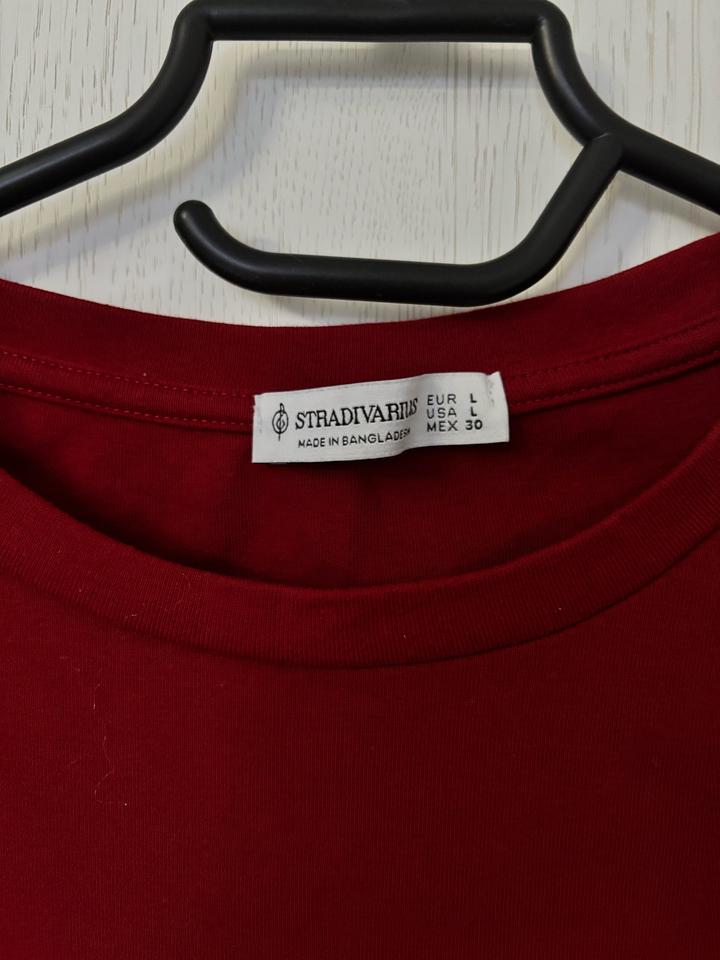 STRADIVARIUS
MADE IN BANGLADESH
EUR L
USA L
MEX 30